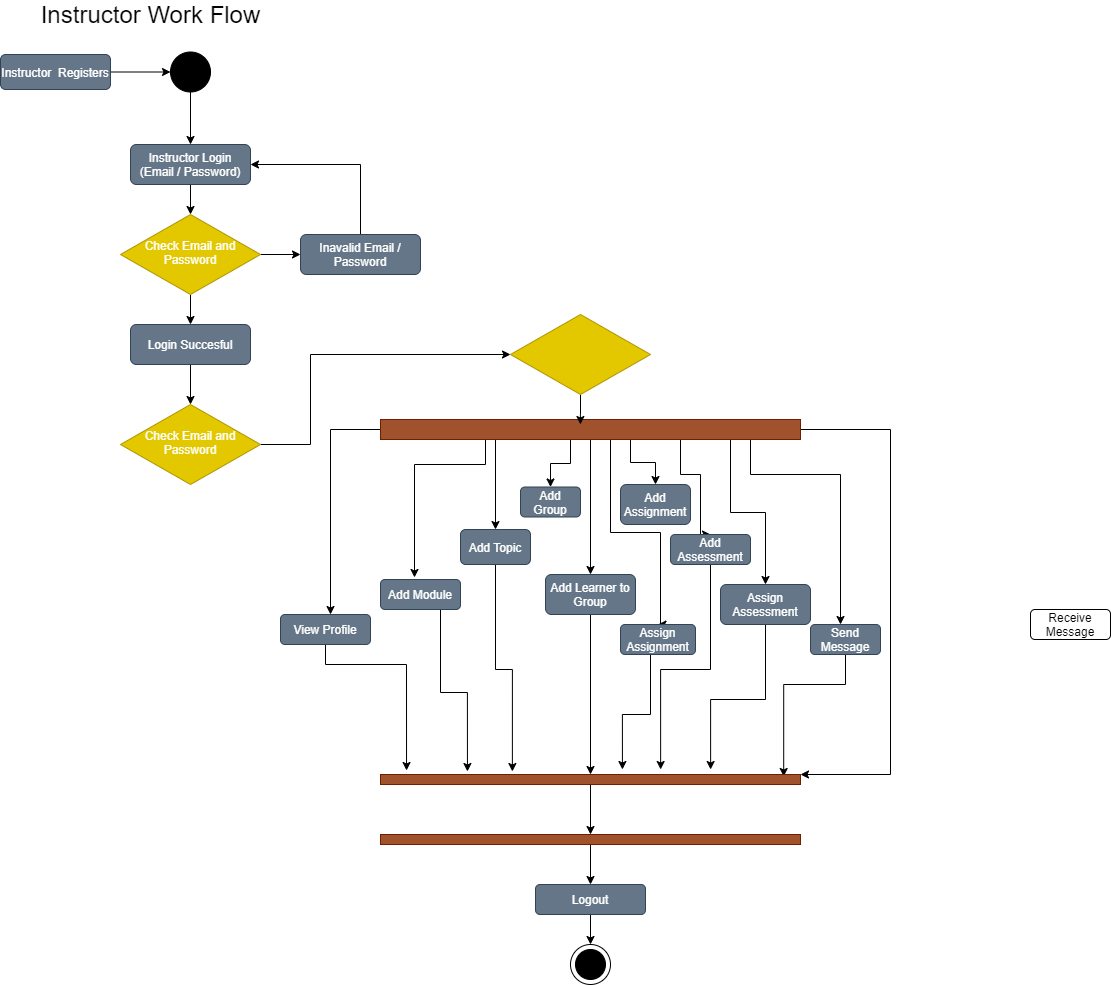 Instructor Work Flow
Instructor  Registers
Instructor Login
(Email / Password)
Check Email and
Password
Inavalid Email /
Password
Login Succesful
Check Email and
Password
Add
Group
Add
Assignment
Add Topic
Add
Assessment
Add Module
Add Learner to
Group
Assign
Assessment
View Profile
Assign
Assignment
Send
Message
Receive
Message
Logout